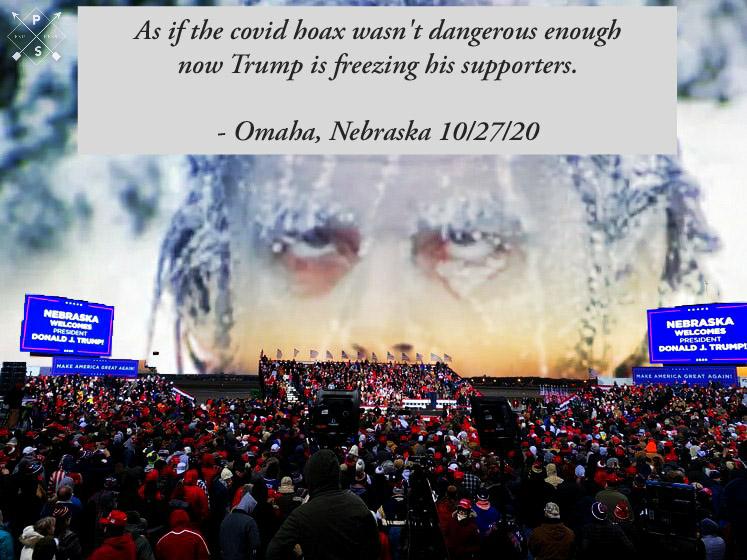 P
S
As if the covid hoax wasn't dangerous enough
now Trump is freezing his supporters.
- Omaha, Nebraska 10/27/20
NEBRASKA
WELCOMES
PRESIDENT
DONALD J. TRUMP!
MAKE AMERICA GREAT AGAIN!
NEBRASKA
WELCOMES
PRESIDENT
DONALD J. TRUMP!
MAKE AMERICA GREAT AGAIN!